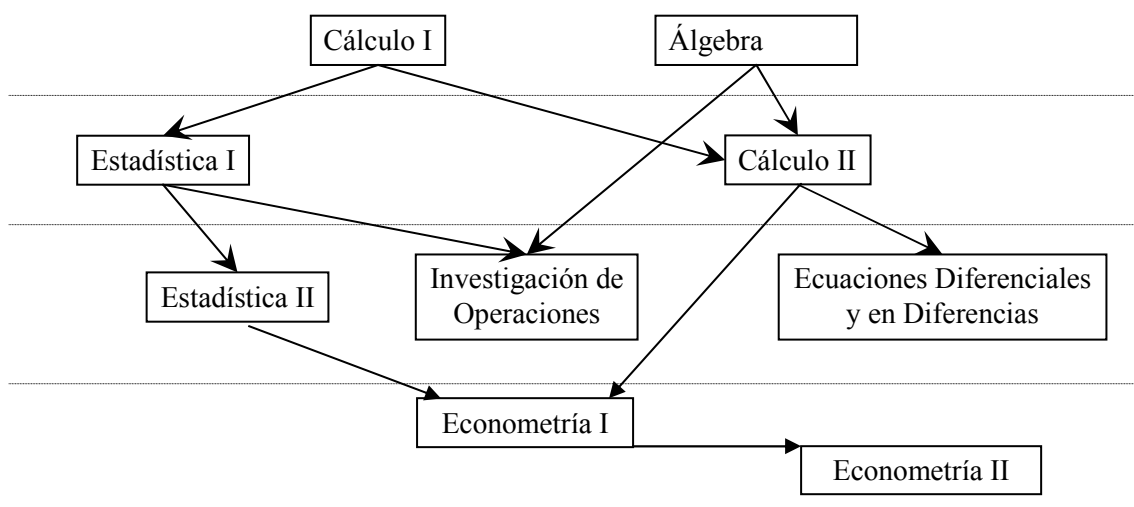 Cálculo I
Álgebra
Estadística I
Cálculo II
Estadística II
Investigación de
Operaciones
Ecuaciones Diferenciales
y en Diferencias
Econometría I
Econometría II